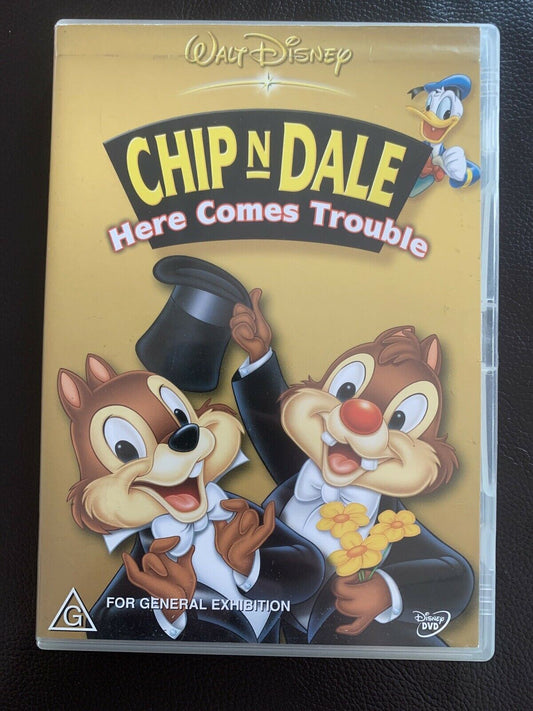 WALT DISNEY
CHIP N DALE
Here Comes Trouble
G
FOR GENERAL EXHIBITION
DISNEY
DVD